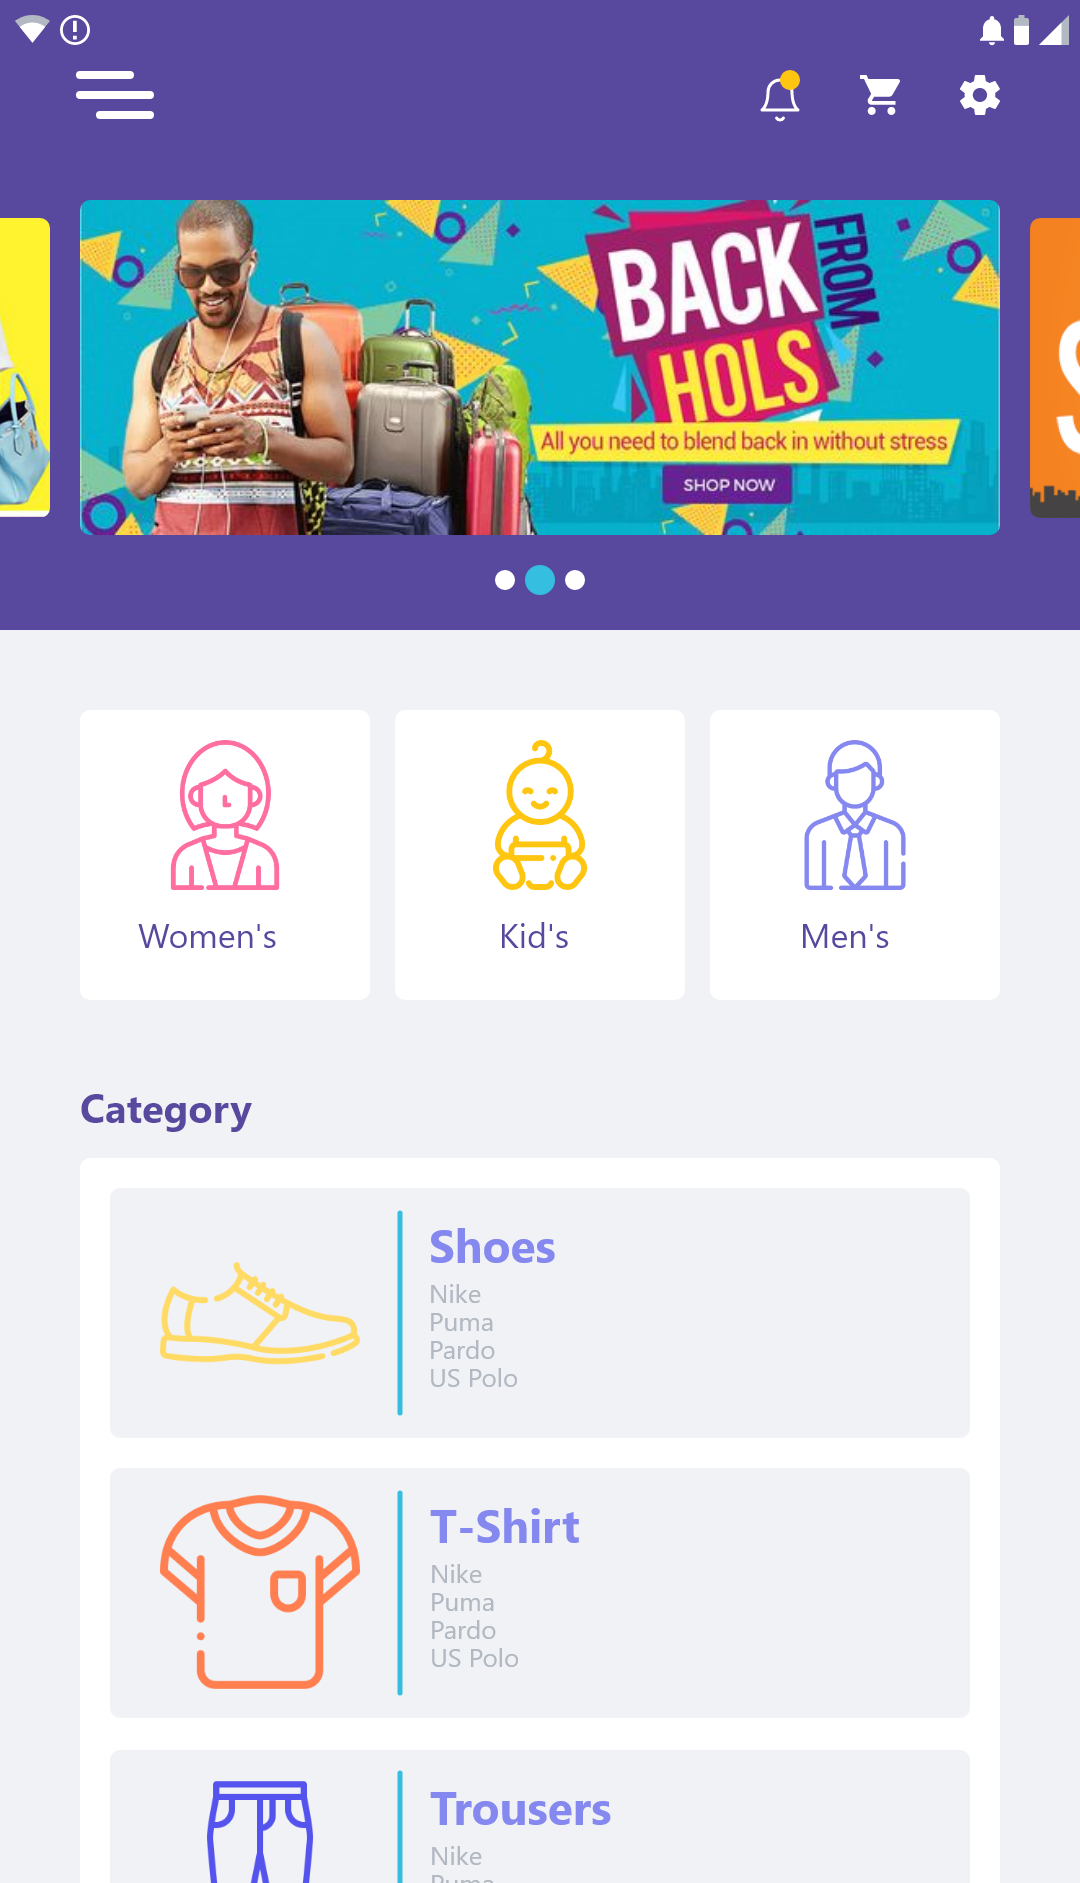 BACK
FROM
HOLS
All you need to blend back in without stress
SHOP NOW
S
Women's
Kid's
Men's
Category
Shoes
Nike
Puma
Pardo
US Polo
T-Shirt
Nike
Puma
Pardo
US Polo
Trousers
Nike
Puma